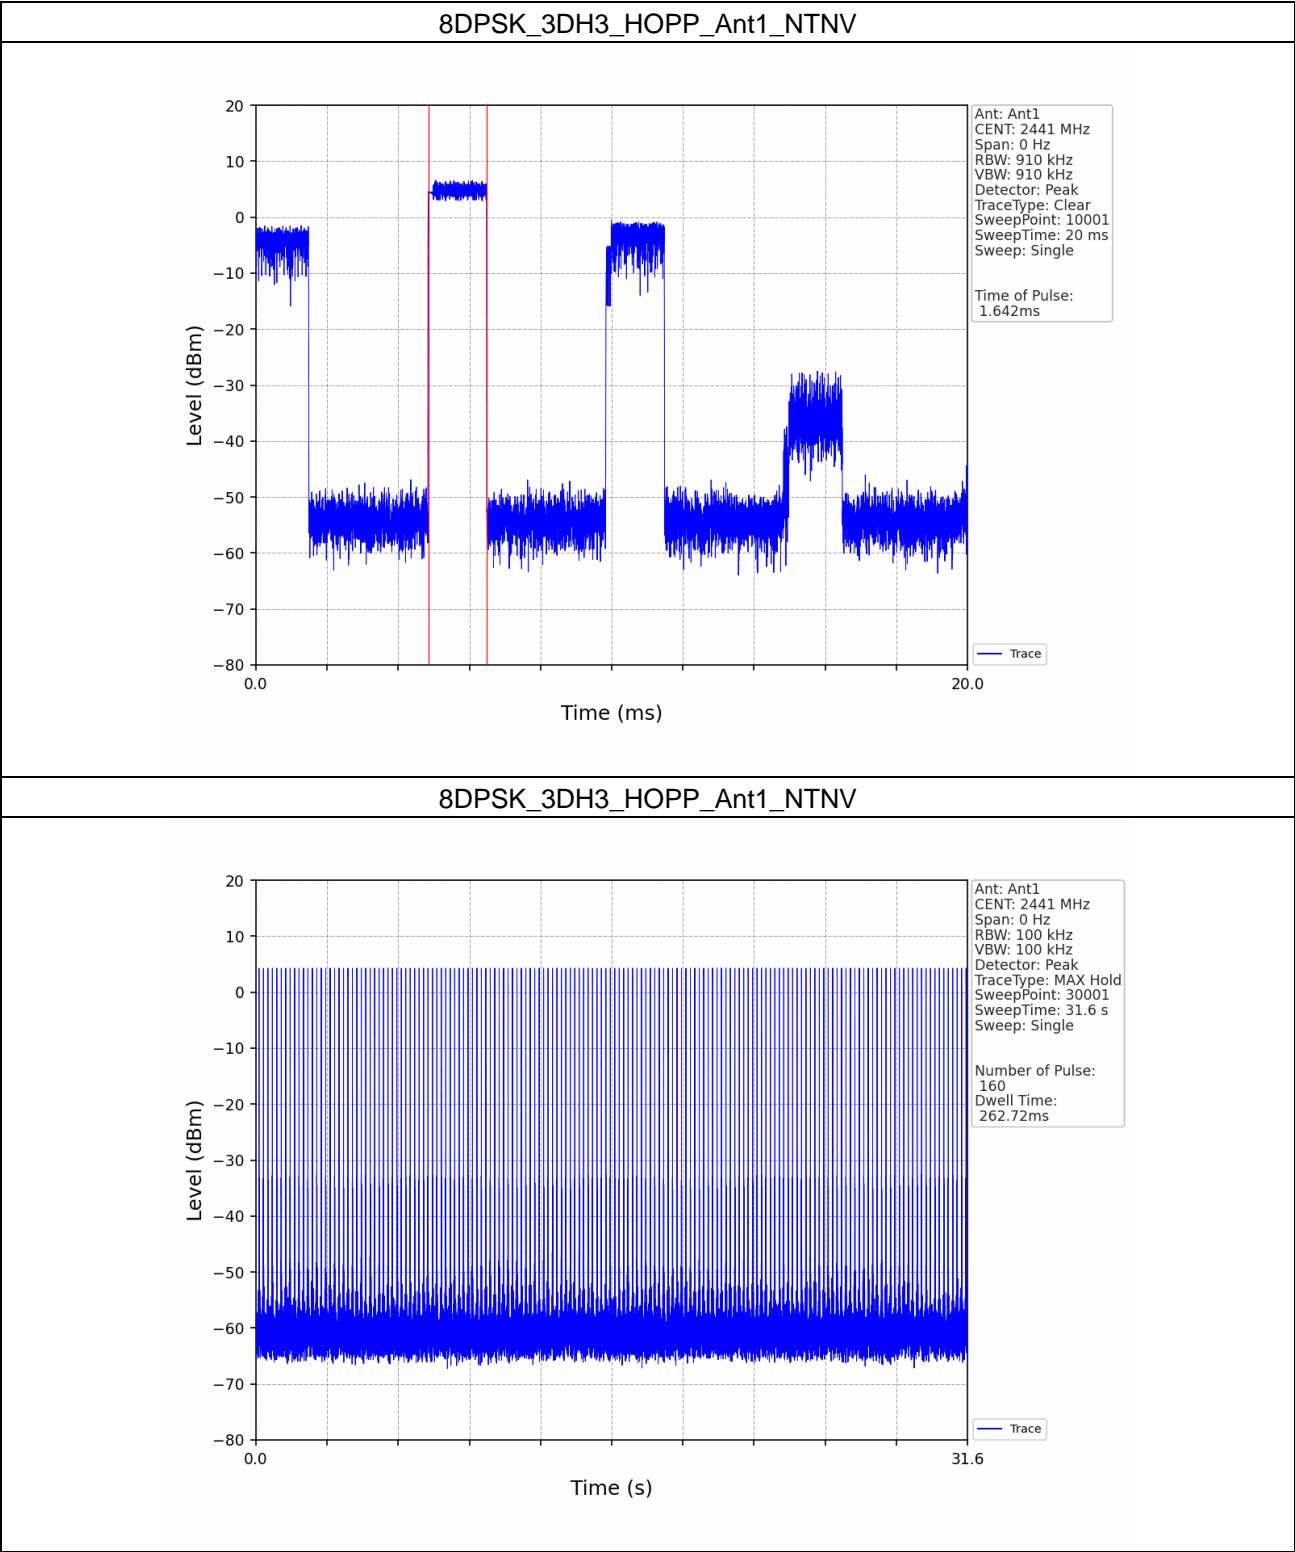 8DPSK_3DH3_HOPP_Ant1_NTNV
20
10
0
−10
−20
−30
−40
−50
−60
−70
−80
Level (dBm)
0.0
20.0
Time (ms)
Ant: Ant1
CENT: 2441 MHz
Span: 0 Hz
RBW: 910 kHz
VBW: 910 kHz
Detector: Peak
TraceType: Clear
SweepPoint: 10001
SweepTime: 20 ms
Sweep: Single
Time of Pulse:
1.642ms
Trace
8DPSK_3DH3_HOPP_Ant1_NTNV
20
10
0
−10
−20
−30
−40
−50
−60
−70
−80
Level (dBm)
0.0
31.6
Time (s)
Ant: Ant1
CENT: 2441 MHz
Span: 0 Hz
RBW: 100 kHz
VBW: 100 kHz
Detector: Peak
TraceType: MAX Hold
SweepPoint: 30001
SweepTime: 31.6 s
Sweep: Single
Number of Pulse:
160
Dwell Time:
262.72ms
Trace